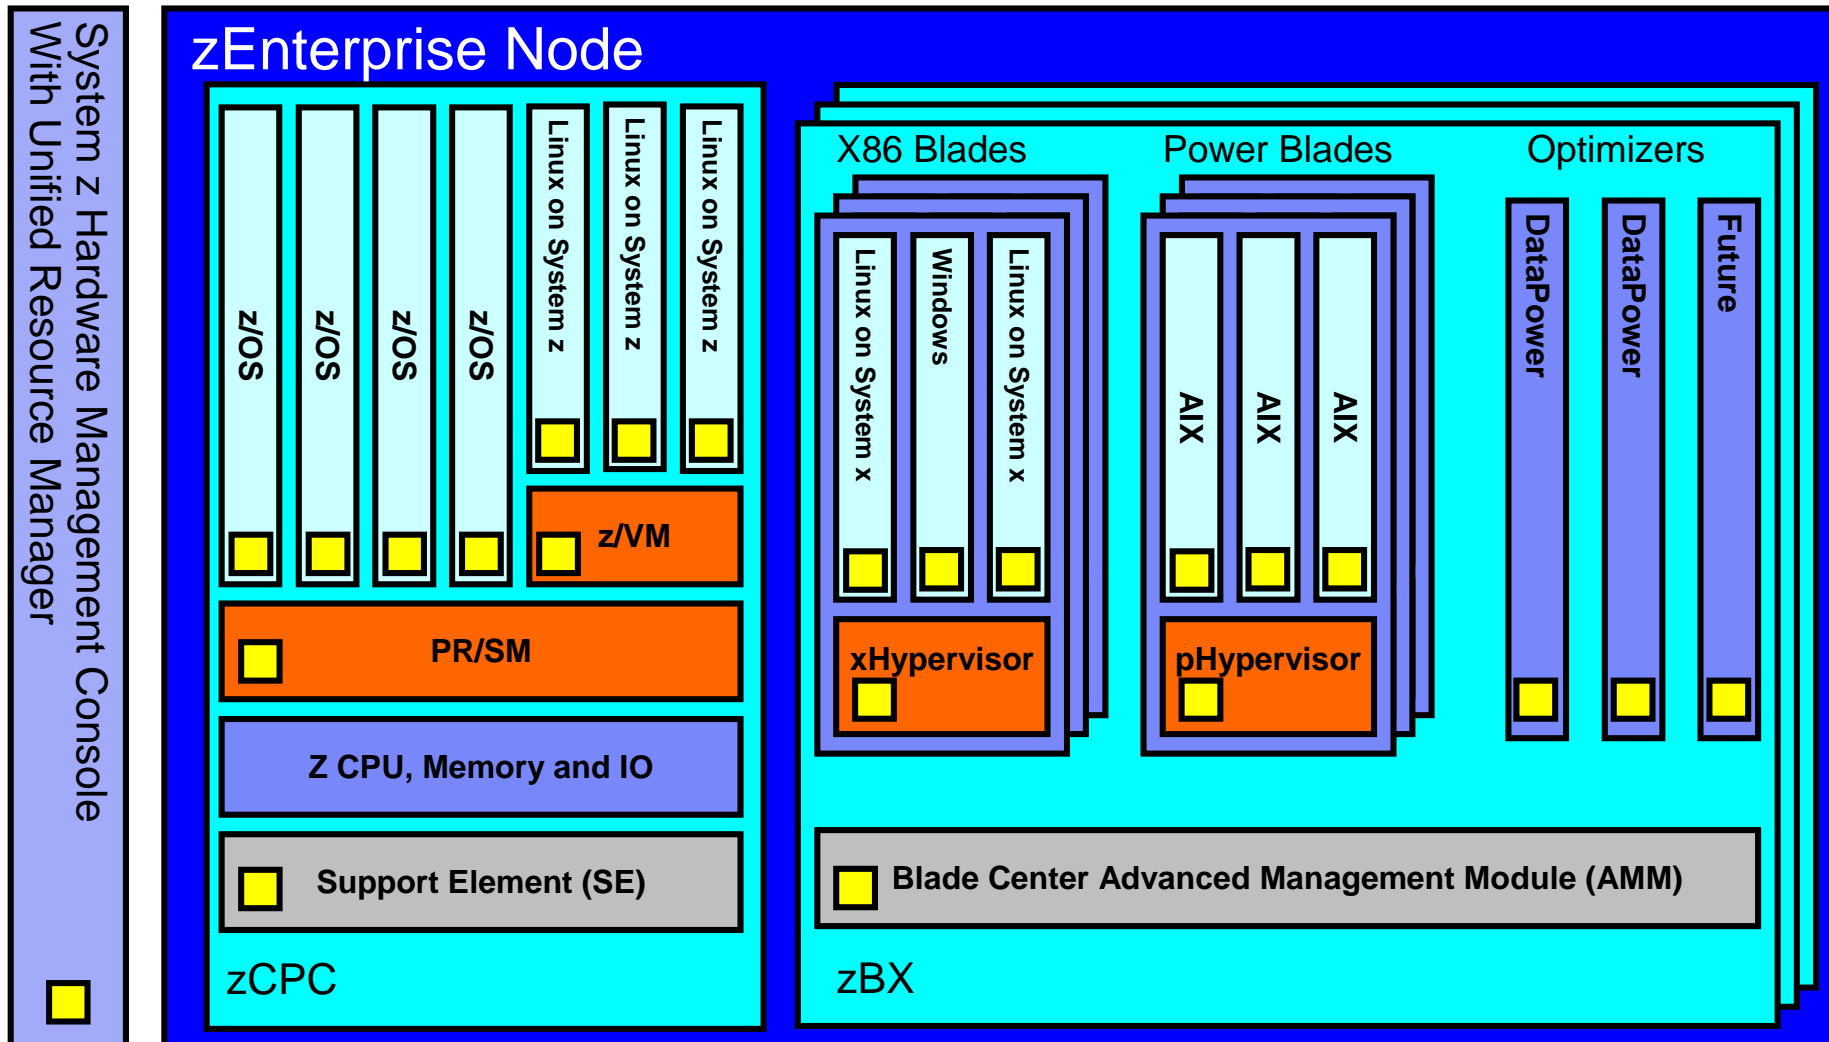 System z Hardware Management Console
With Unified Resource Manager
zEnterprise Node
z/OS
z/OS
z/OS
z/OS
Linux on System z
Linux on System z
Linux on System z
z/VM
PR/SM
Z CPU, Memory and IO
Support Element (SE)
zCPC
X86 Blades
Linux on System x
Windows
Linux on System x
xHypervisor
Power Blades
AIX
AIX
AIX
pHypervisor
Optimizers
DataPower
DataPower
Future
Blade Center Advanced Management Module (AMM)
zBX